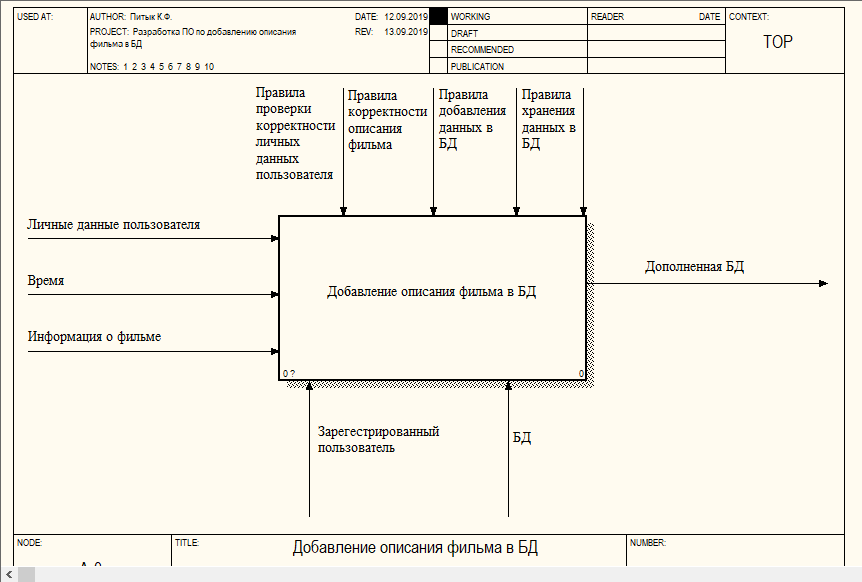 USED AT:
AUTHOR: Питык К.Ф.
DATE: 12.09.2019
PROJECT: Разработка ПО по добавлению описания
фильма в БД
REV: 13.09.2019
NOTES: 1 2 3 4 5 6 7 8 9 10
WORKING
DRAFT
RECOMMENDED
PUBLICATION
READER
DATE
CONTEXT:
TOP
Правила
проверки
корректности
личных
данных
пользователя
Правила
корректности
описания
фильма
Правила
добавления
данных в
БД
Правила
хранения
данных в
БД
Личные данные пользователя
Время
Информация о фильме
Добавление описания фильма в БД
0 ?
0
Дополненная БД
Зарегестрированный
пользователь
БД
NODE:
TITLE:
Добавление описания фильма в БД
NUMBER: